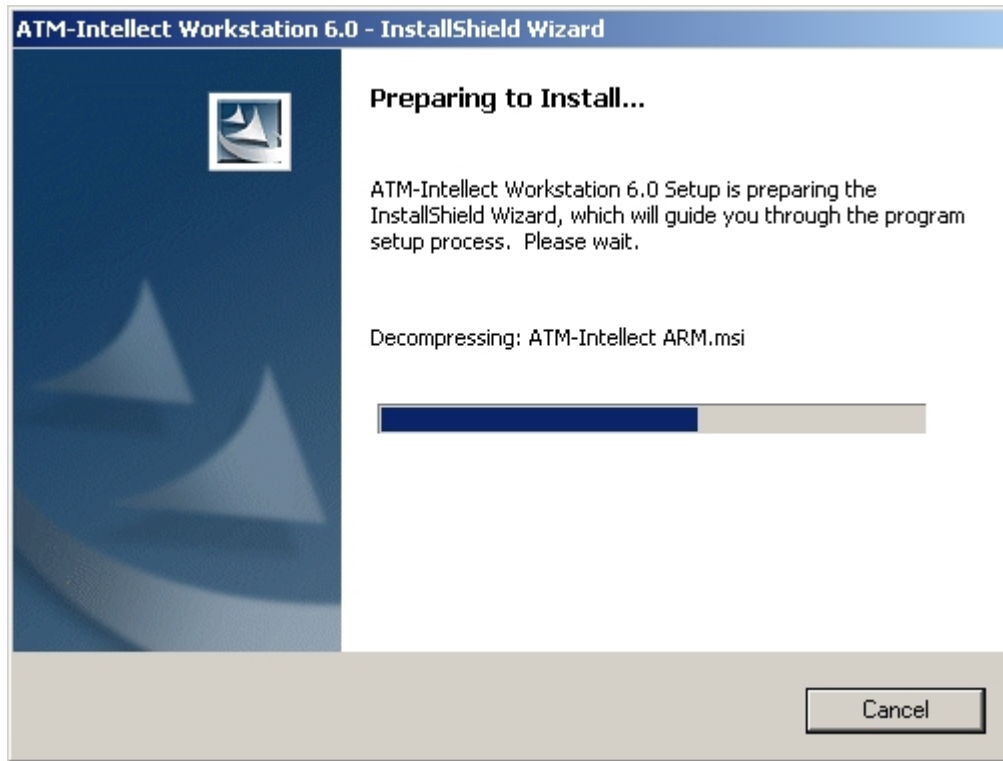 ATM-Intellect Workstation 6.0 - InstallShield Wizard
Preparing to Install...
ATM-Intellect Workstation 6.0 Setup is preparing the
InstallShield Wizard, which will guide you through the program
setup process.  Please wait.
Decompressing: ATM-Intellect ARM.msi
Cancel